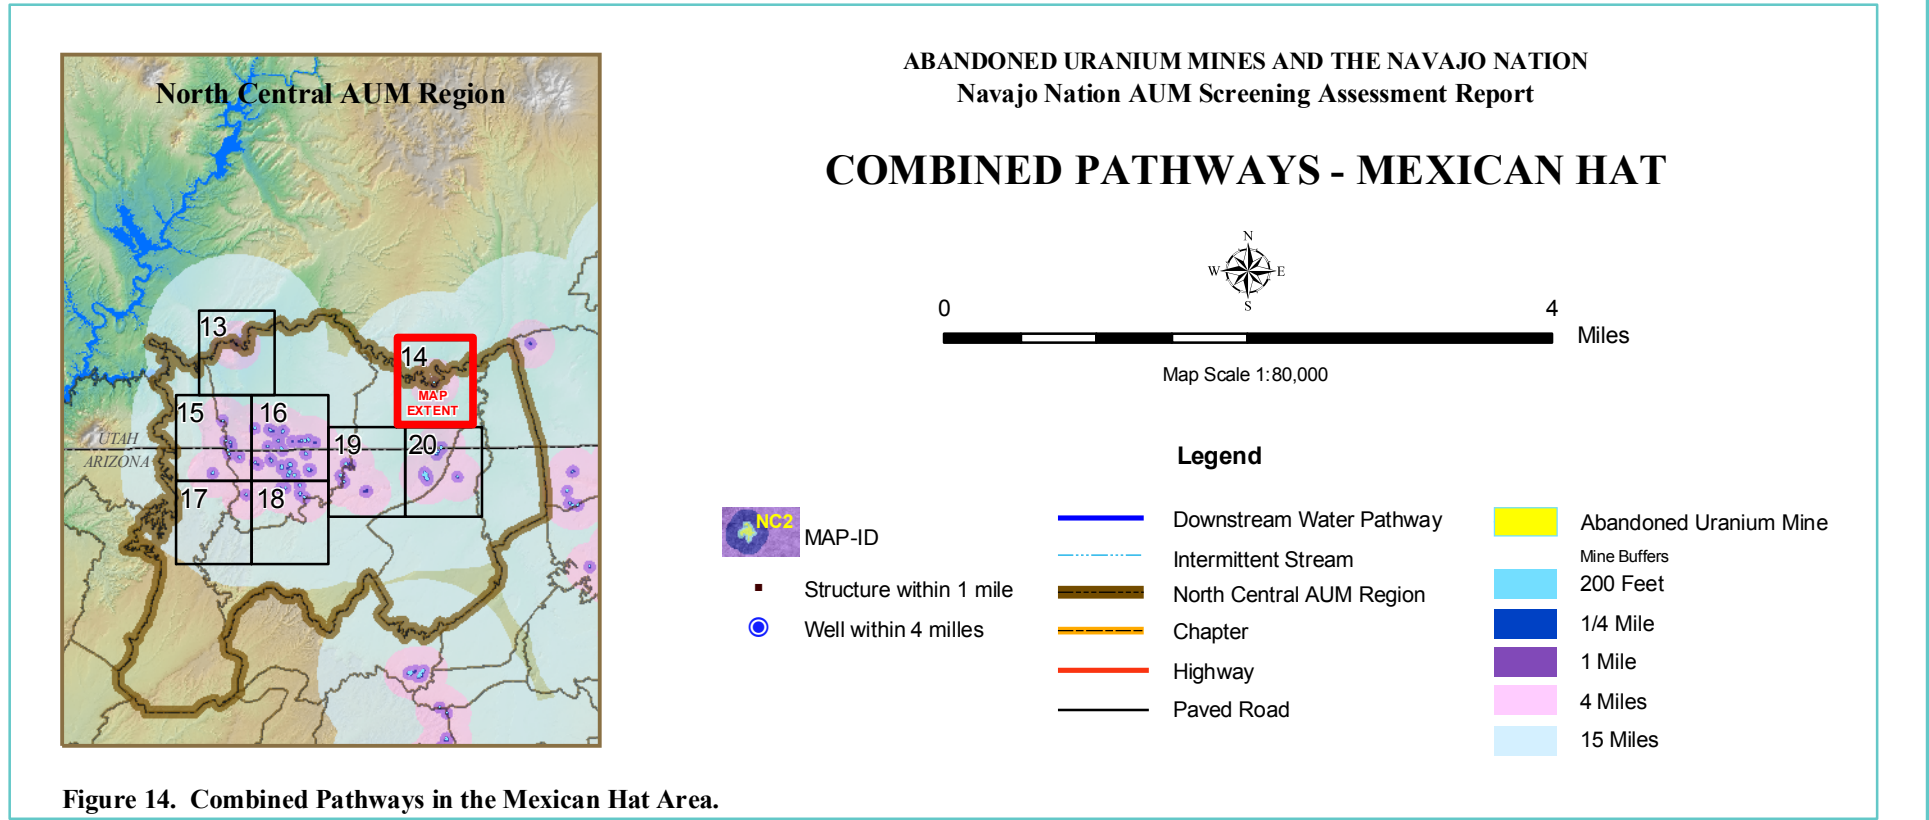 North Central AUM Region
13
14
MAP
EXTENT
15
16
UTAH
ARIZONA
19
20
17
18
ABANDONED URANIUM MINES AND THE NAVAJO NATION
Navajo Nation AUM Screening Assessment Report
COMBINED PATHWAYS - MEXICAN HAT
N
W
E
S
0
4
Miles
Map Scale 1:80,000
Legend
NC2
MAP-ID
Structure within 1 mile
Well within 4 milles
Downstream Water Pathway
Intermittent Stream
North Central AUM Region
Chapter
Highway
Paved Road
Abandoned Uranium Mine
Mine Buffers
200 Feet
1/4 Mile
1 Mile
4 Miles
15 Miles
Figure 14. Combined Pathways in the Mexican Hat Area.